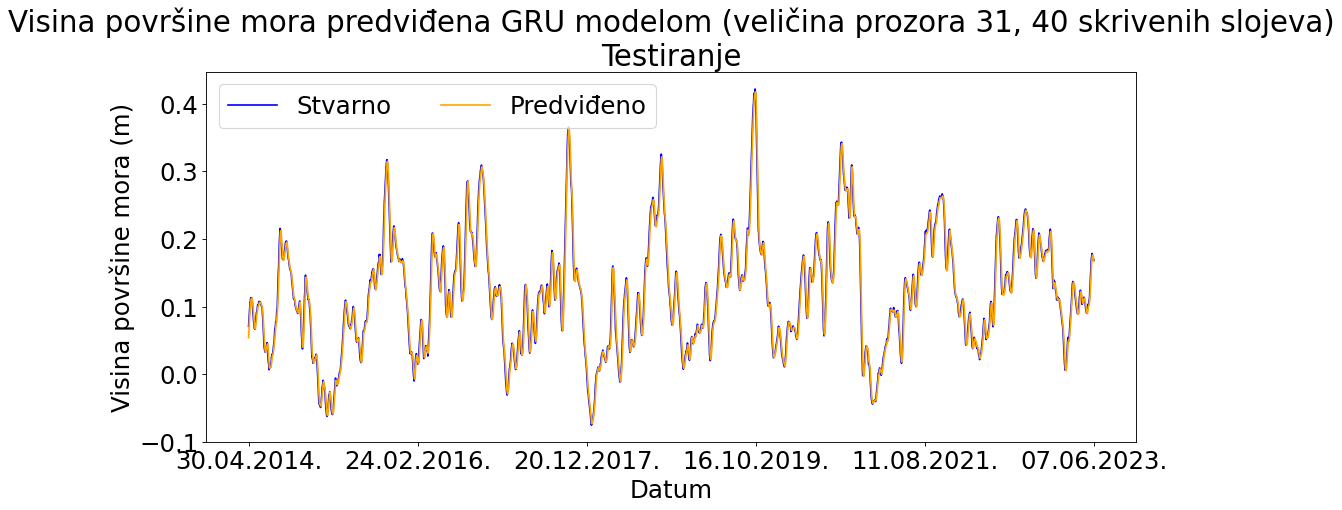 Visina površine mora predviđena GRU modelom (veličina prozora 31, 40 skrivenih slojeva)
Testiranje
Stvarno
Predviđeno
Visina površine mora (m)
0.4
0.3
0.2
0.1
0.0
−0.1
30.04.2014.
24.02.2016.
20.12.2017.
16.10.2019.
11.08.2021.
07.06.2023.
Datum